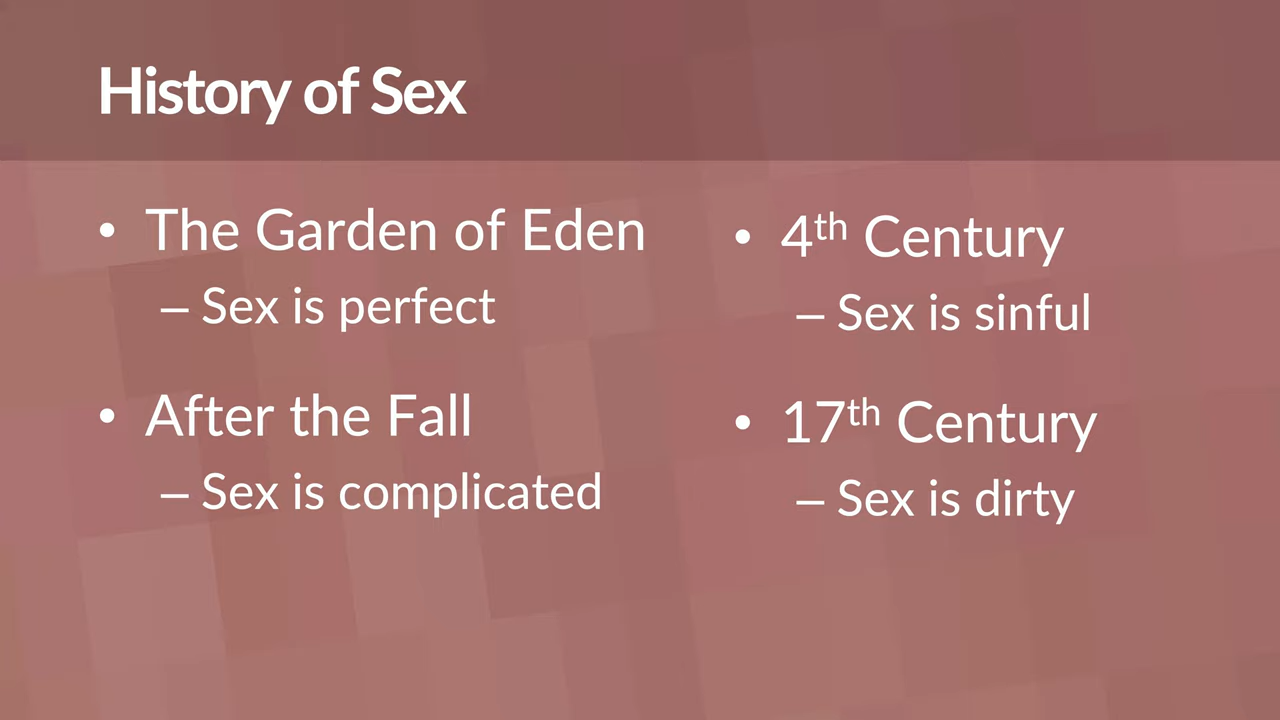 History of Sex
• The Garden of Eden
– Sex is perfect
• After the Fall
– Sex is complicated
• 4th Century
– Sex is sinful
• 17th Century
– Sex is dirty